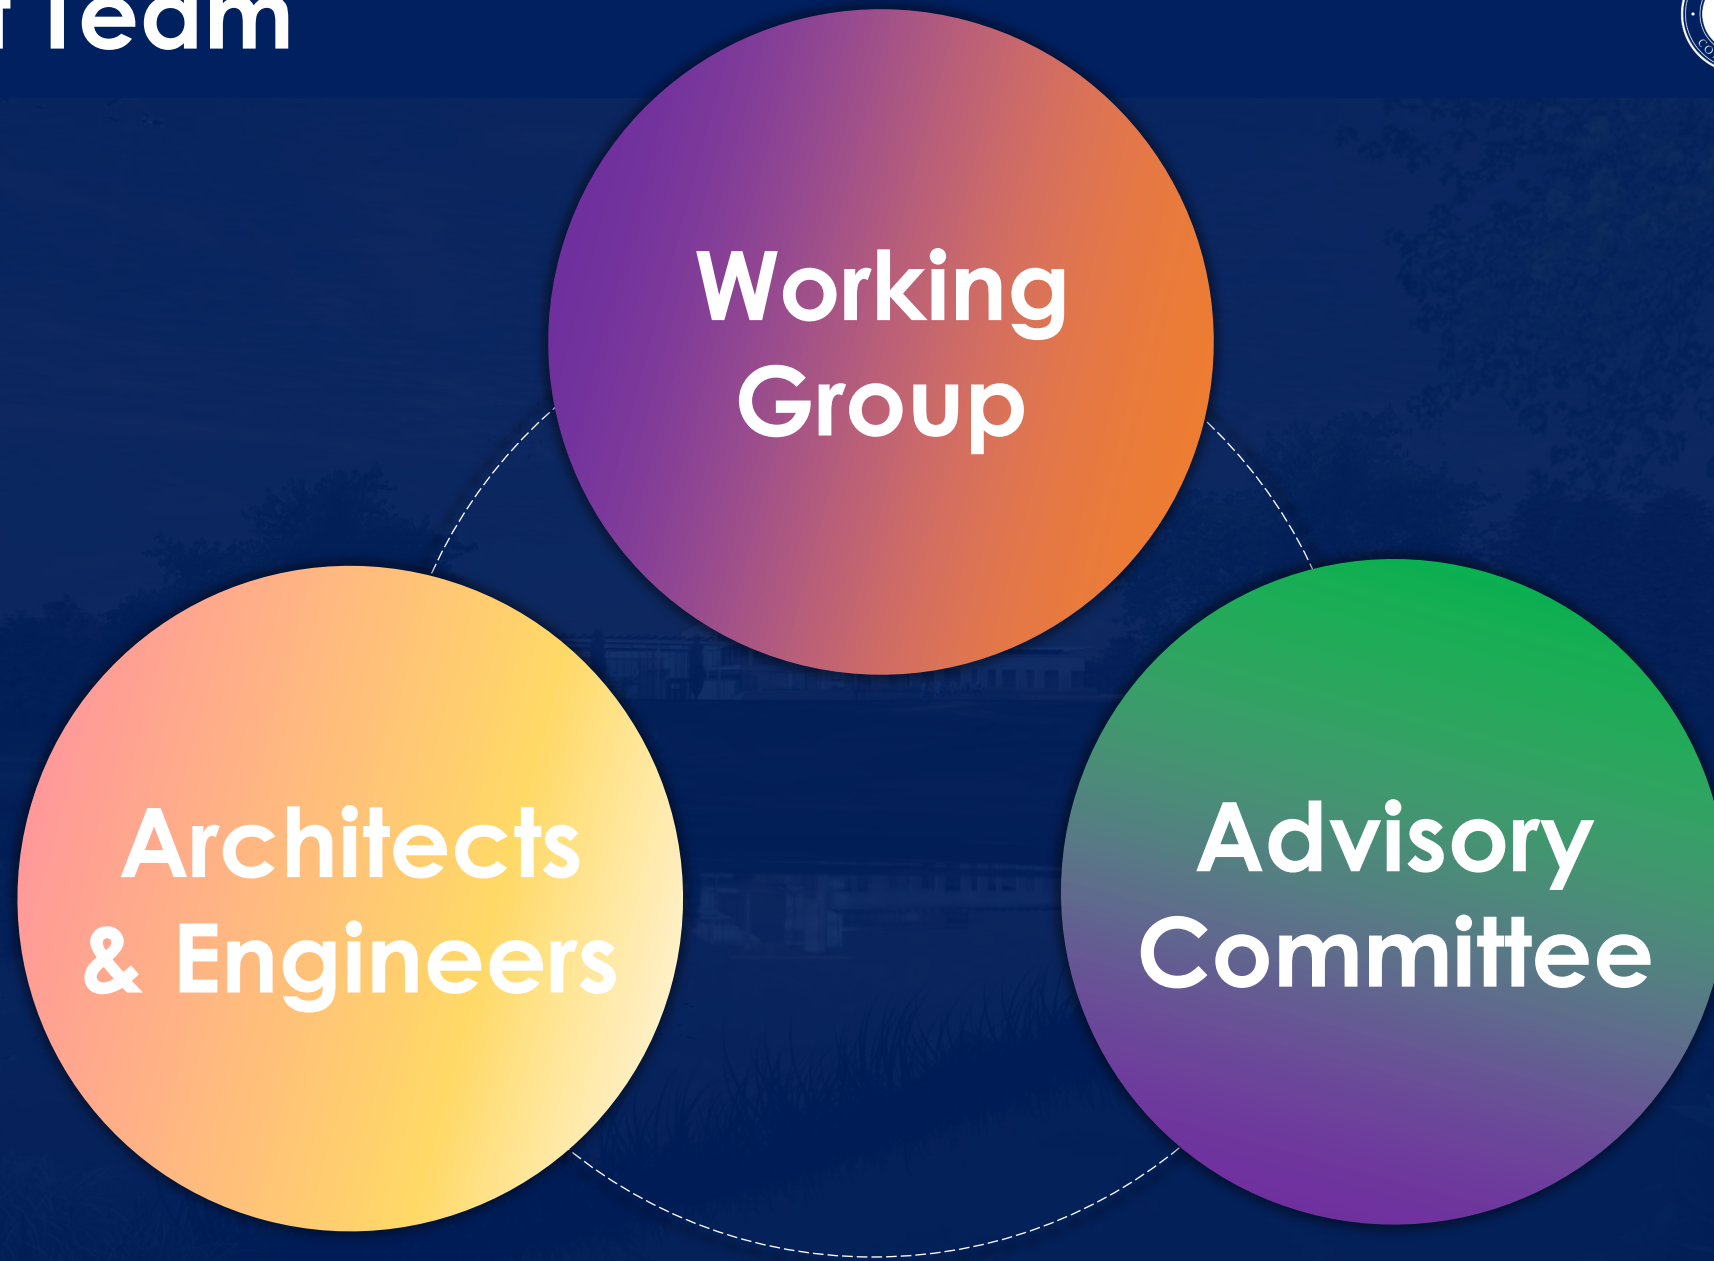 Team
Working
Group
Architects
& Engineers
Advisory
Committee